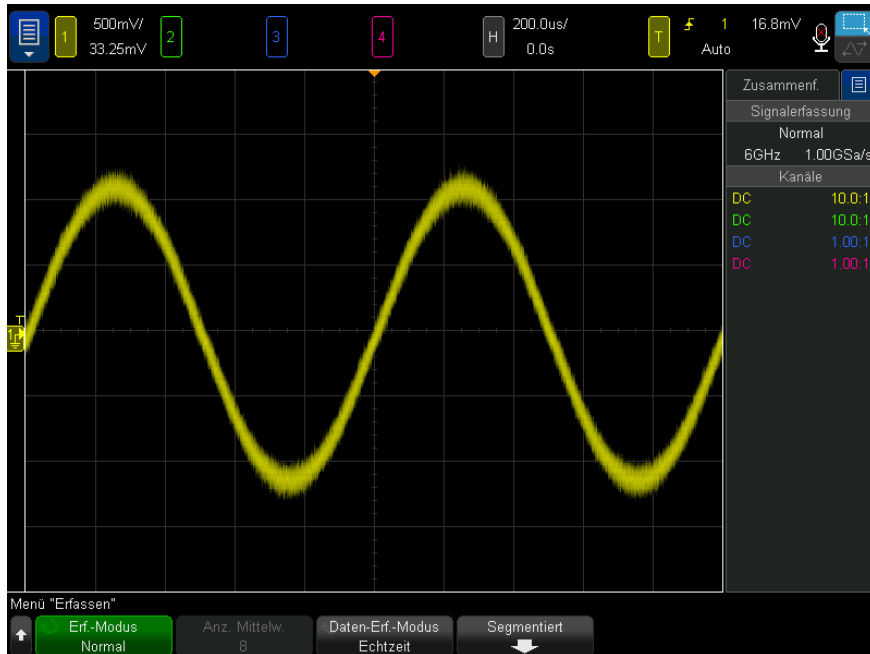 1 500mV/ 2 3 4 H 200.0us/ T 1 16.8mV
33.25mV 0.0s Auto
Zusammenf.
Signalerfassung
Normal
6GHz 1.00GSa/s
Kanäle
DC 10.0:1
DC 10.0:1
DC 1.00:1
DC 1.00:1
T
1
Menü "Erfassen"
Erf.-Modus Anz. Mittelw. Daten-Erf.-Modus Segmentiert
Normal 8 Echtzeit